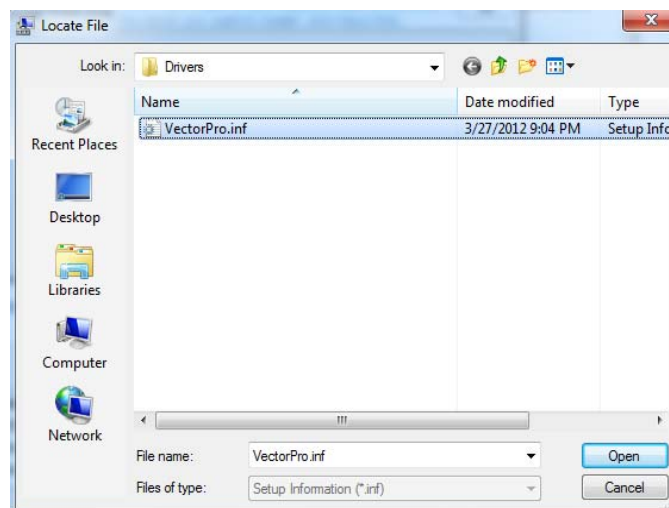 Locate File
Look in: Drivers
Name Date modified Type
VectorPro.inf 3/27/2012 9:04 PM Setup Info
Recent Places
Desktop
Libraries
Computer
Network
File name: VectorPro.inf Open
Files of type: Setup Information (*.inf) Cancel